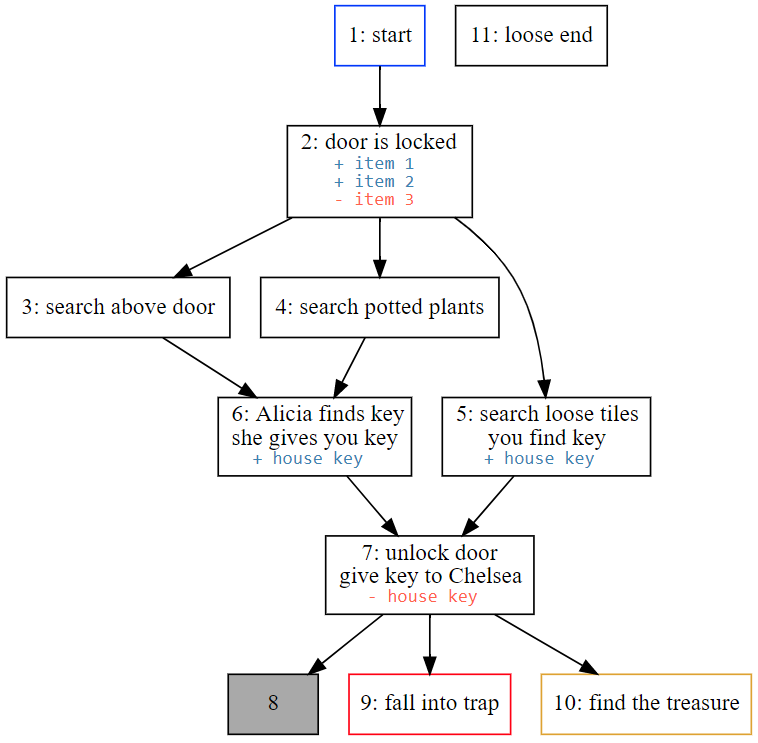 1: start
11: loose end
2: door is locked
+ item 1
+ item 2
- item 3
3: search above door
4: search potted plants
6: Alicia finds key
she gives you key
+ house key
5: search loose tiles
you find key
+ house key
7: unlock door
give key to Chelsea
- house key
8
9: fall into trap
10: find the treasure